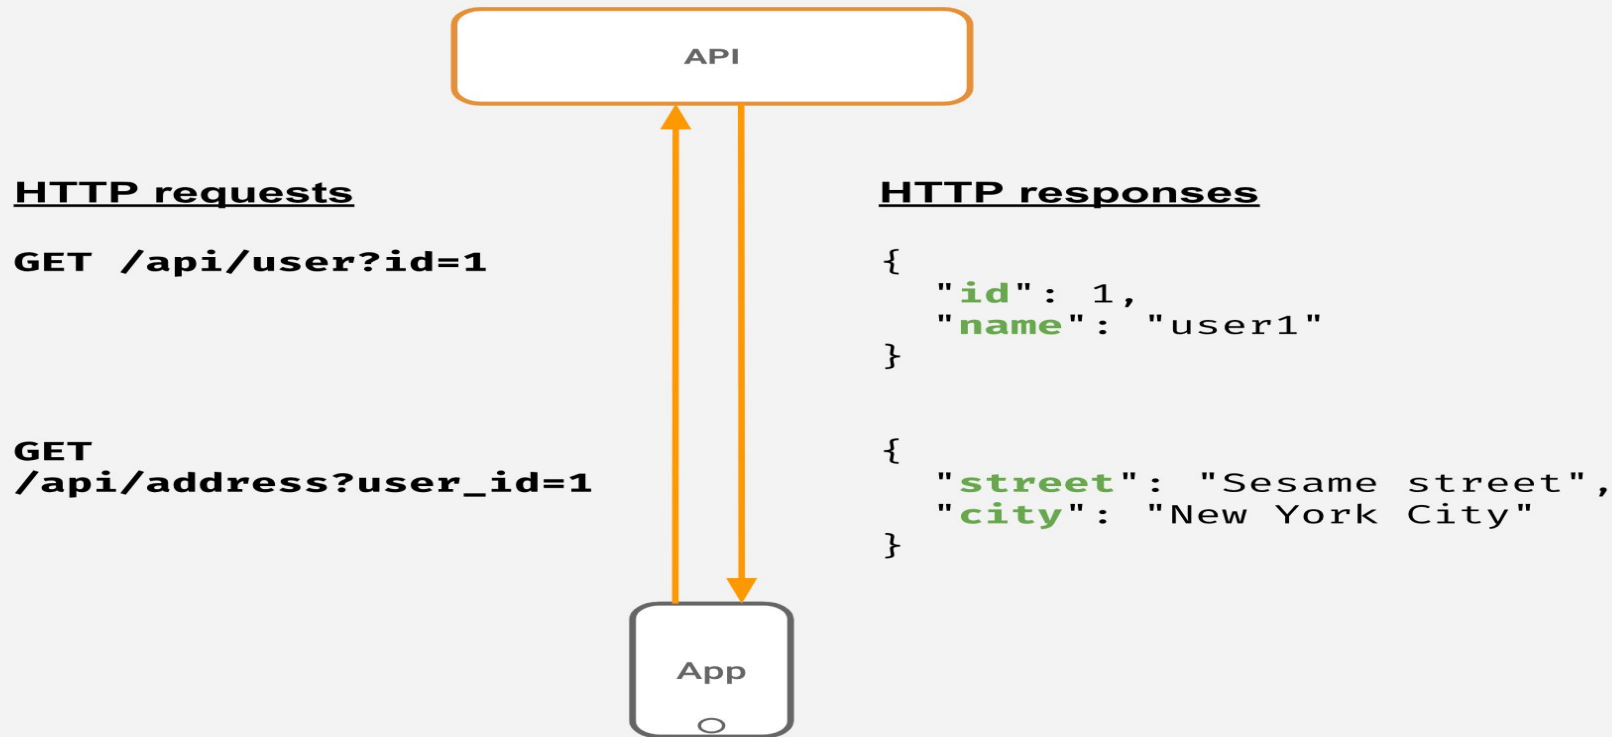 API
HTTP requests
GET /api/user?id=1
GET
/api/address?user_id=1
HTTP responses
{
"id": 1,
"name": "user1"
}
{
"street": "Sesame street",
"city": "New York City"
}
App